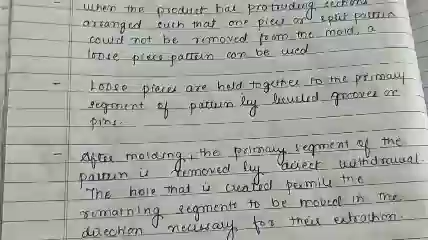 when the product has protruding sections
arranged such that one piece or split pattern
could not be removed from the mold, a
loose pieces pattern can be used
- Loose pieces are held together to the primary
segment of pattern by beveled grooves or
pins.
- After molding, the primary segment of the
pattern is removed by direct withdrawal.
The hole that is created permits the
remaining segments to be moved in the
direction necessary for their extraction.